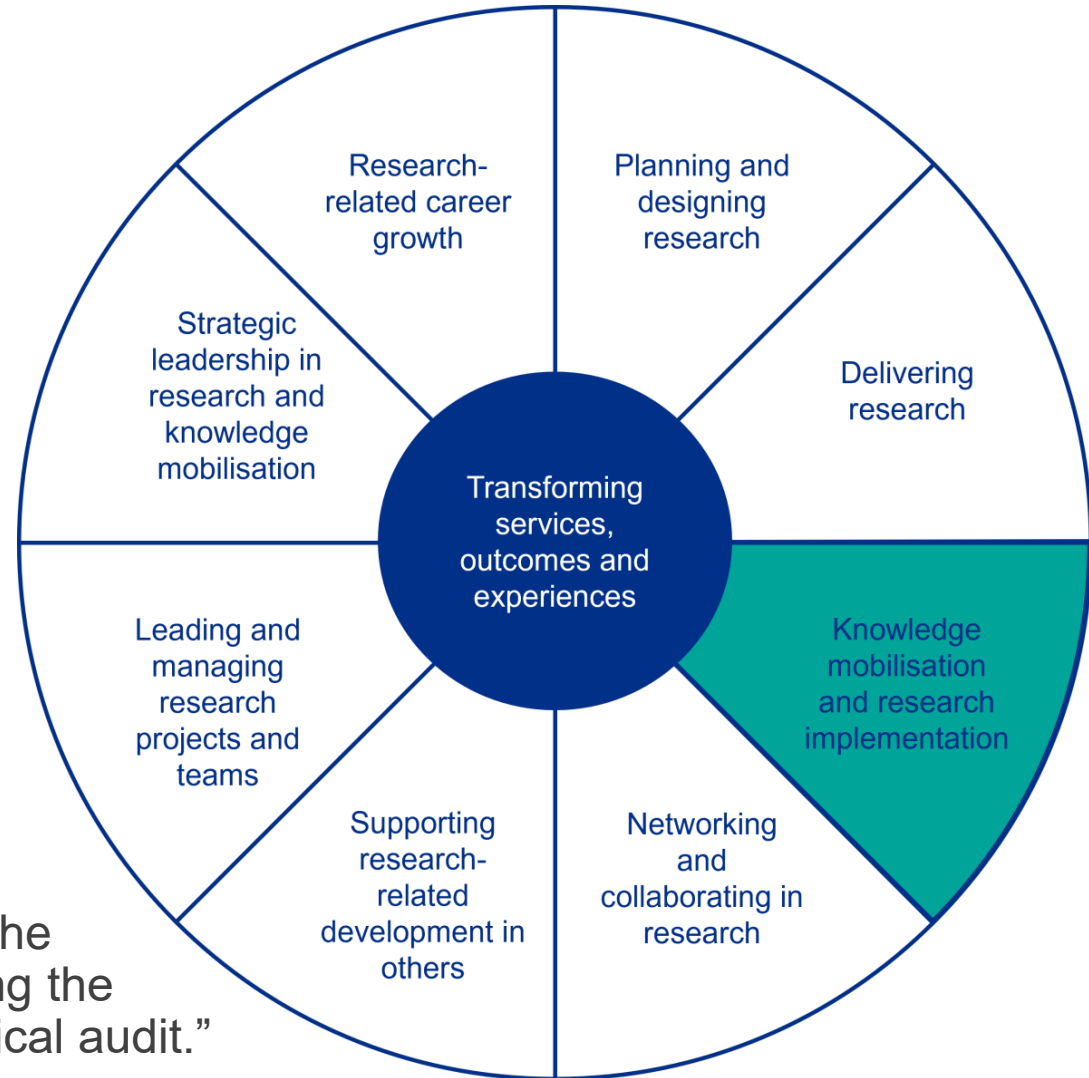 Research-
related career
growth
Planning and
designing
research
Strategic
leadership in
research and
knowledge
mobilisation
Delivering
research
Transforming
services,
outcomes and
experiences
Leading and
managing
research
projects and
teams
Knowledge
mobilisation
and research
implementation
Supporting
research-
related
development in
others
Networking
and
collaborating in
research
he
ng the
ical audit.”